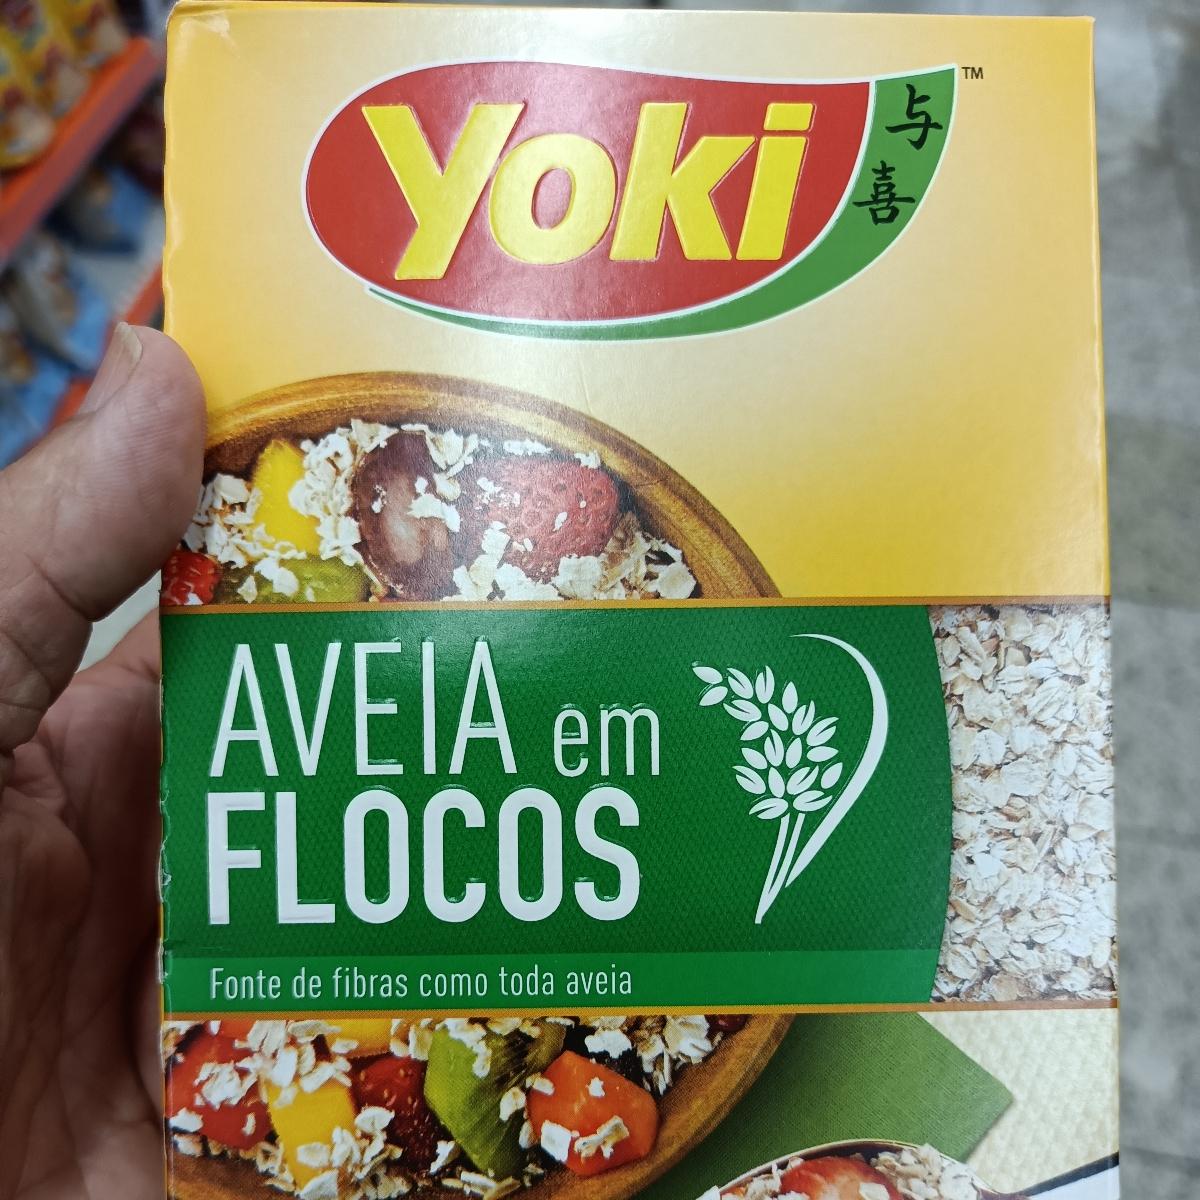 Yoki
TM
与
喜
AVEIA em
FLOCOS
Fonte de fibras como toda aveia